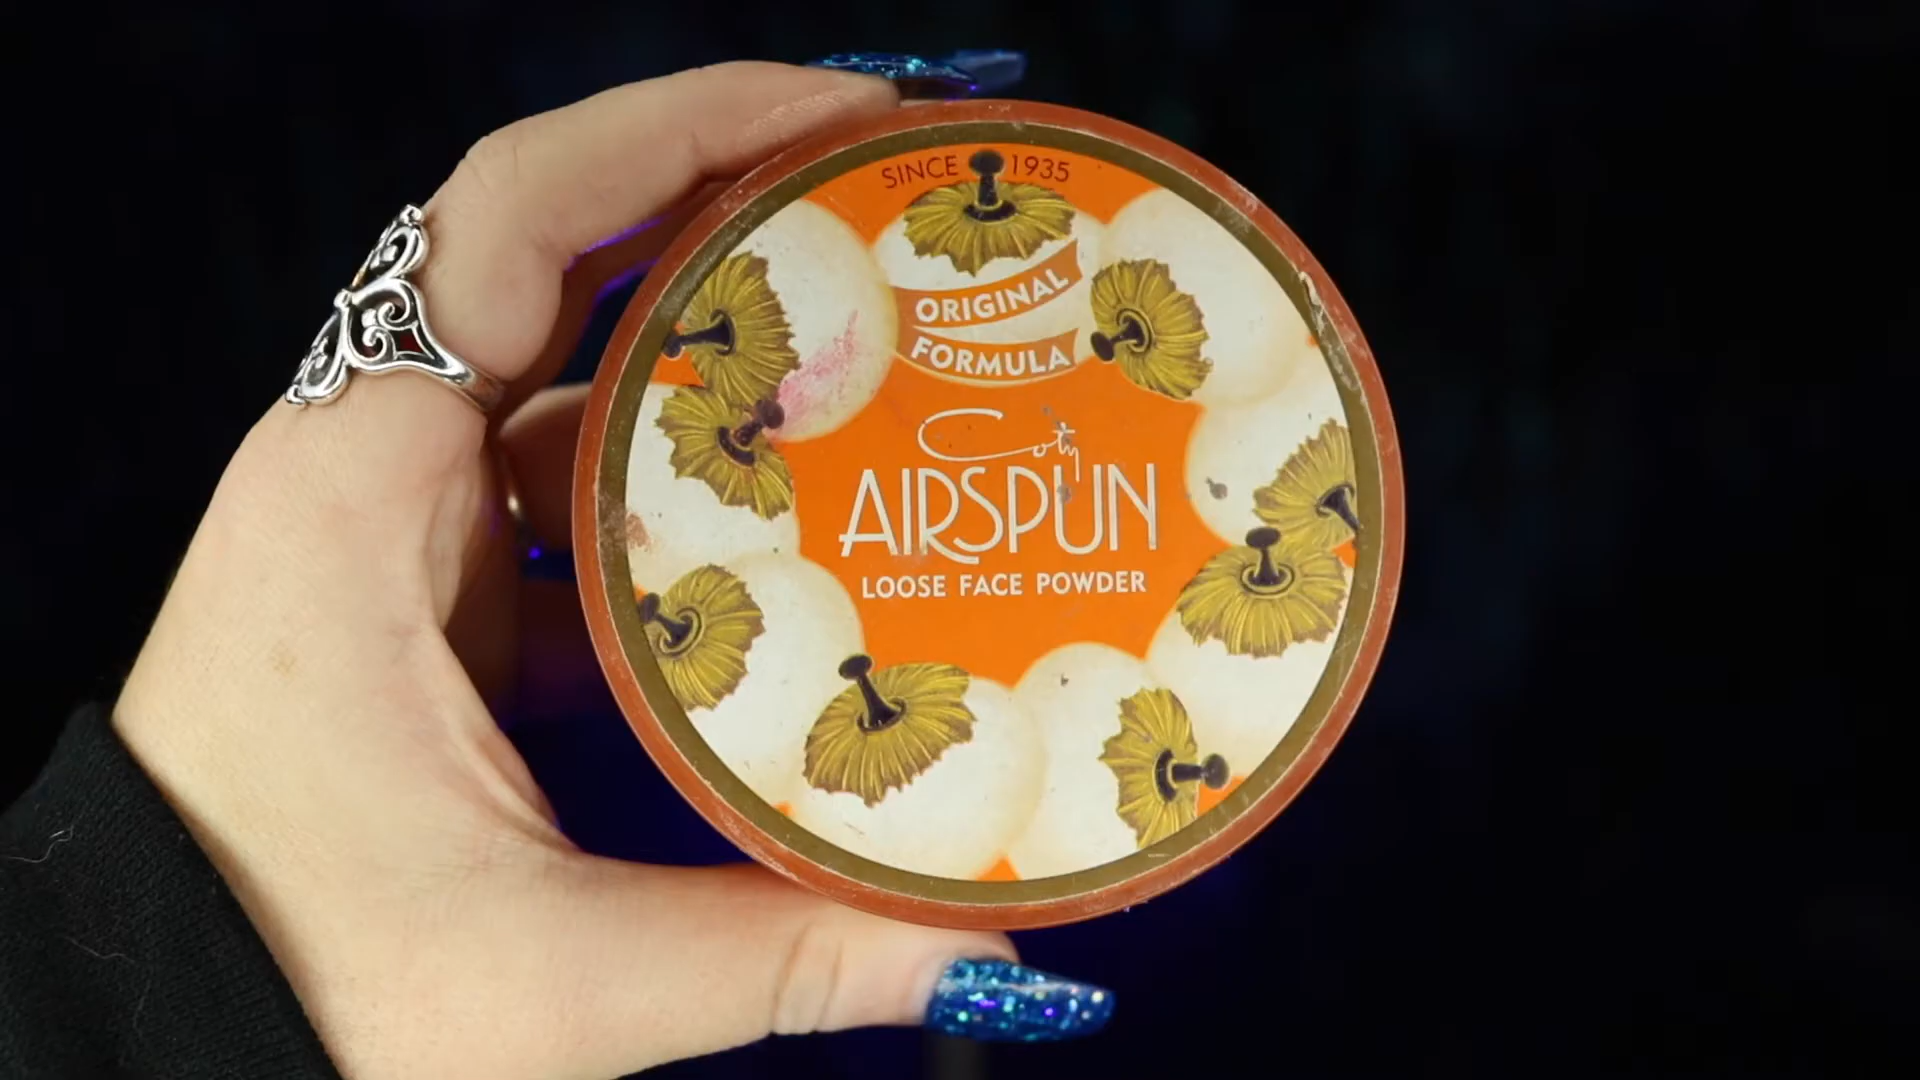 SINCE 1935
ORIGINAL
FORMULA
Coty
AIRSPUN
LOOSE FACE POWDER